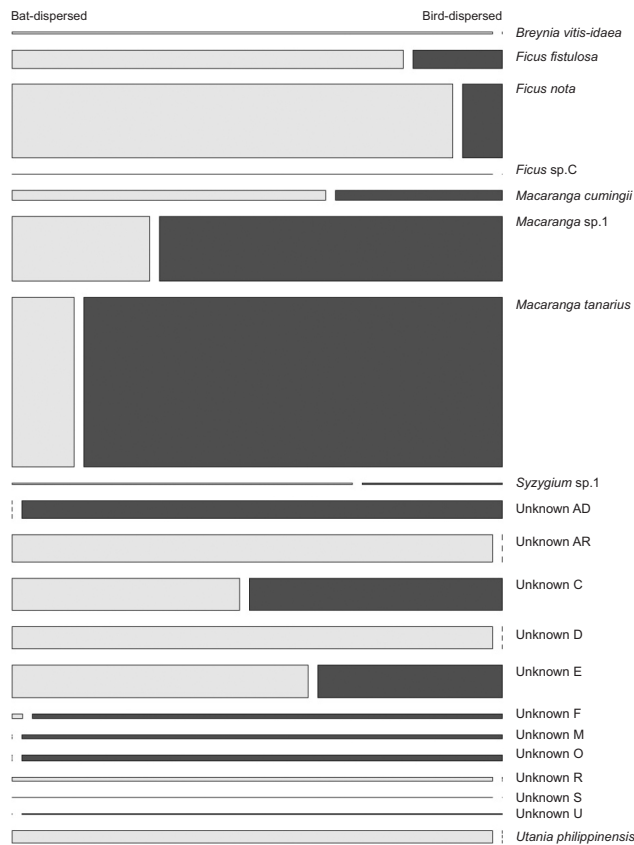 Bat-dispersed Bird-dispersed
Breynia vitis-idaea
Ficus fistulosa
Ficus nota
Ficus sp.C
Macaranga cumingii
Macaranga sp.1
Macaranga tanarius
Syzygium sp.1
Unknown AD
Unknown AR
Unknown C
Unknown D
Unknown E
Unknown F
Unknown M
Unknown O
Unknown R
Unknown S
Unknown U
Utania philippinensis